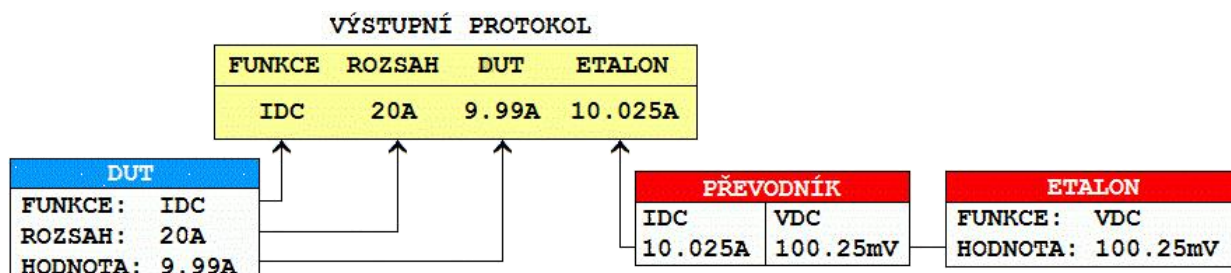 VÝSTUPNÍ PROTOKOL
FUNKCE ROZSAH DUT ETALON
IDC 20A 9.99A 10.025A
DUT
FUNKCE: IDC
ROZSAH: 20A
HODNOTA: 9.99A
PŘEVODNÍK
IDC VDC
10.025A 100.25mV
ETALON
FUNKCE: VDC
HODNOTA: 100.25mV